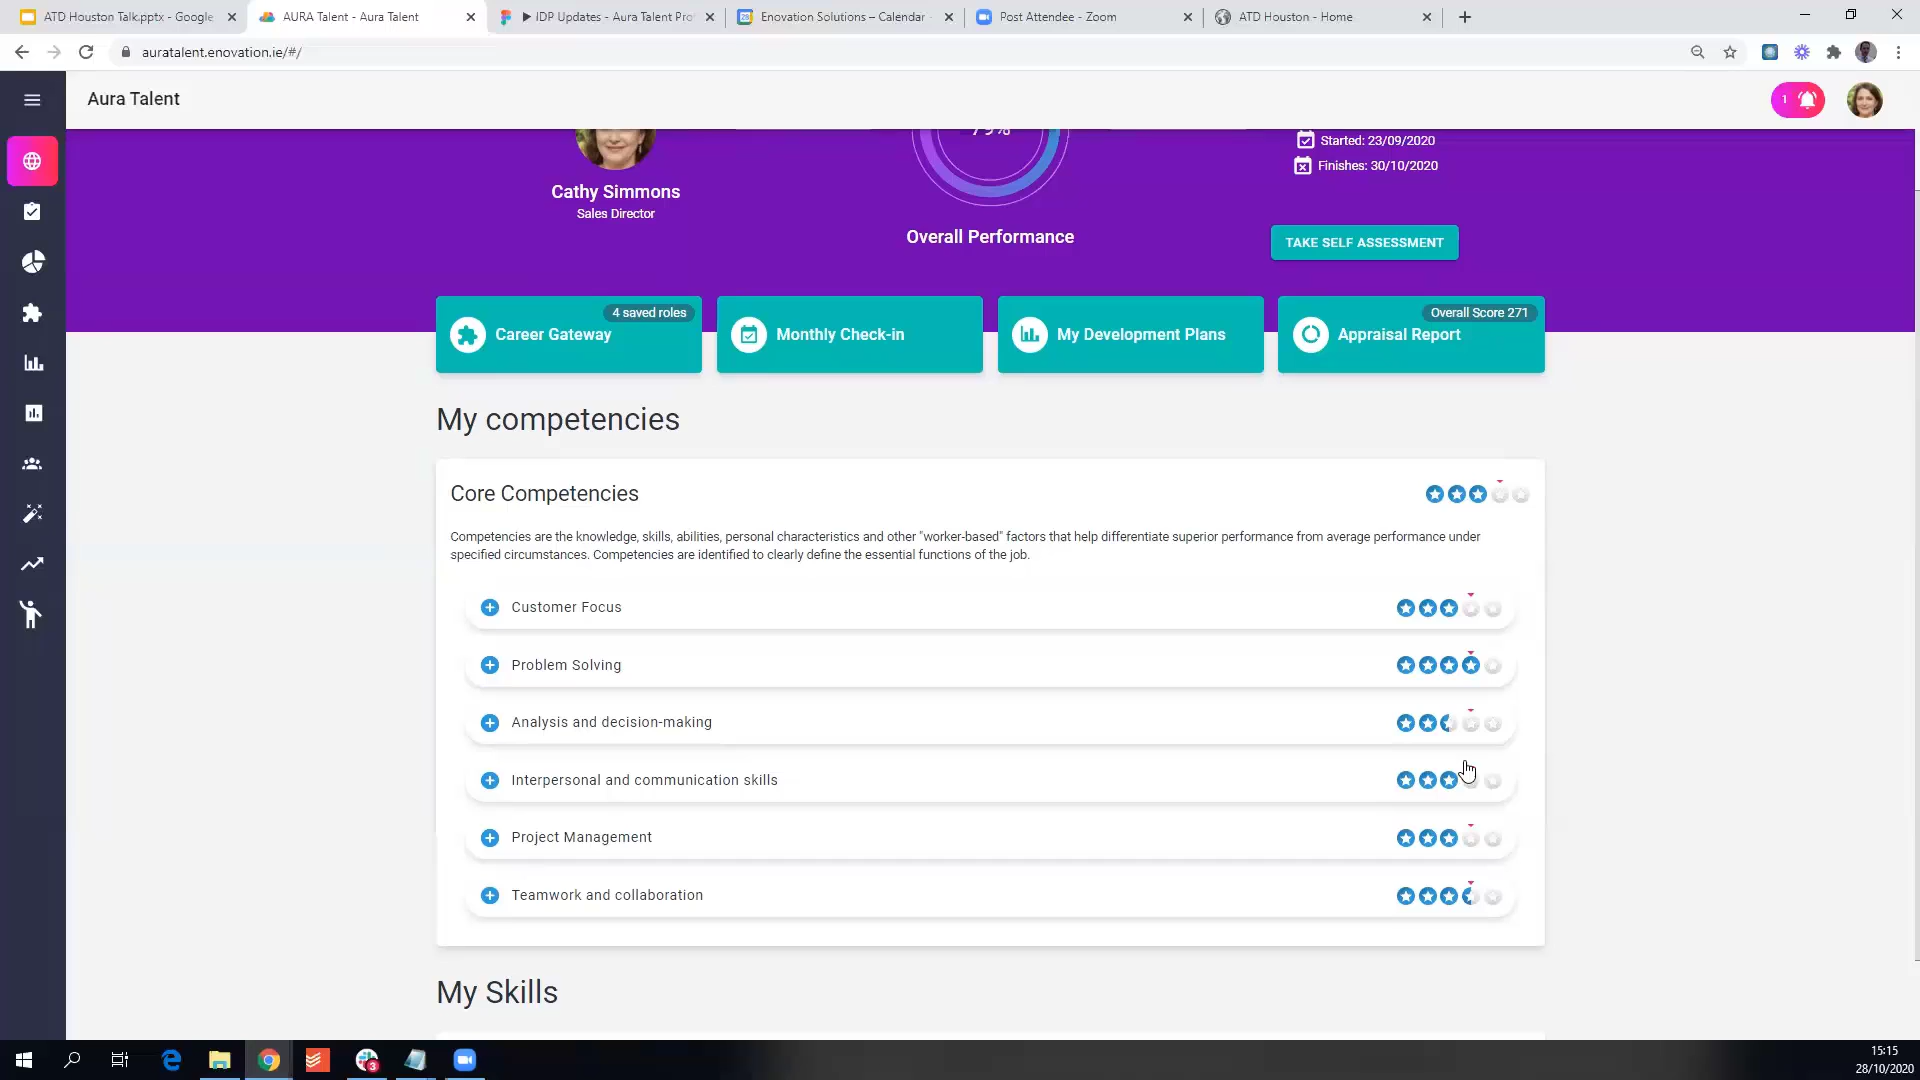 ATD Houston Talk.pptx - Google
AURA Talent - Aura Talent
▶ IDP Updates - Aura Talent Pro
Enovation Solutions – Calendar
Post Attendee - Zoom
ATD Houston - Home
auratalent.enovation.ie/#/
Aura Talent
1
79%
Started: 23/09/2020
Finishes: 30/10/2020
Cathy Simmons
Sales Director
Overall Performance
TAKE SELF ASSESSMENT
4 saved roles
Career Gateway
Monthly Check-in
My Development Plans
Overall Score 271
Appraisal Report
My competencies
Core Competencies
Competencies are the knowledge, skills, abilities, personal characteristics and other "worker-based" factors that help differentiate superior performance from average performance under
specified circumstances. Competencies are identified to clearly define the essential functions of the job.
Customer Focus
Problem Solving
Analysis and decision-making
Interpersonal and communication skills
Project Management
Teamwork and collaboration
My Skills
3
15:15
28/10/2020